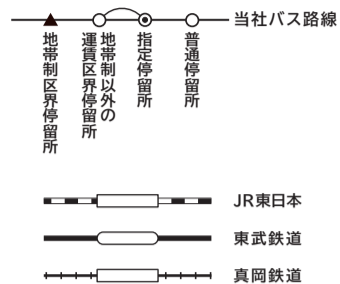 当社バス路線
地帯制区界停留所
地帯制以外の
運賃区界停留所
指定停留所
普通停留所
JR東日本
東武鉄道
真岡鉄道